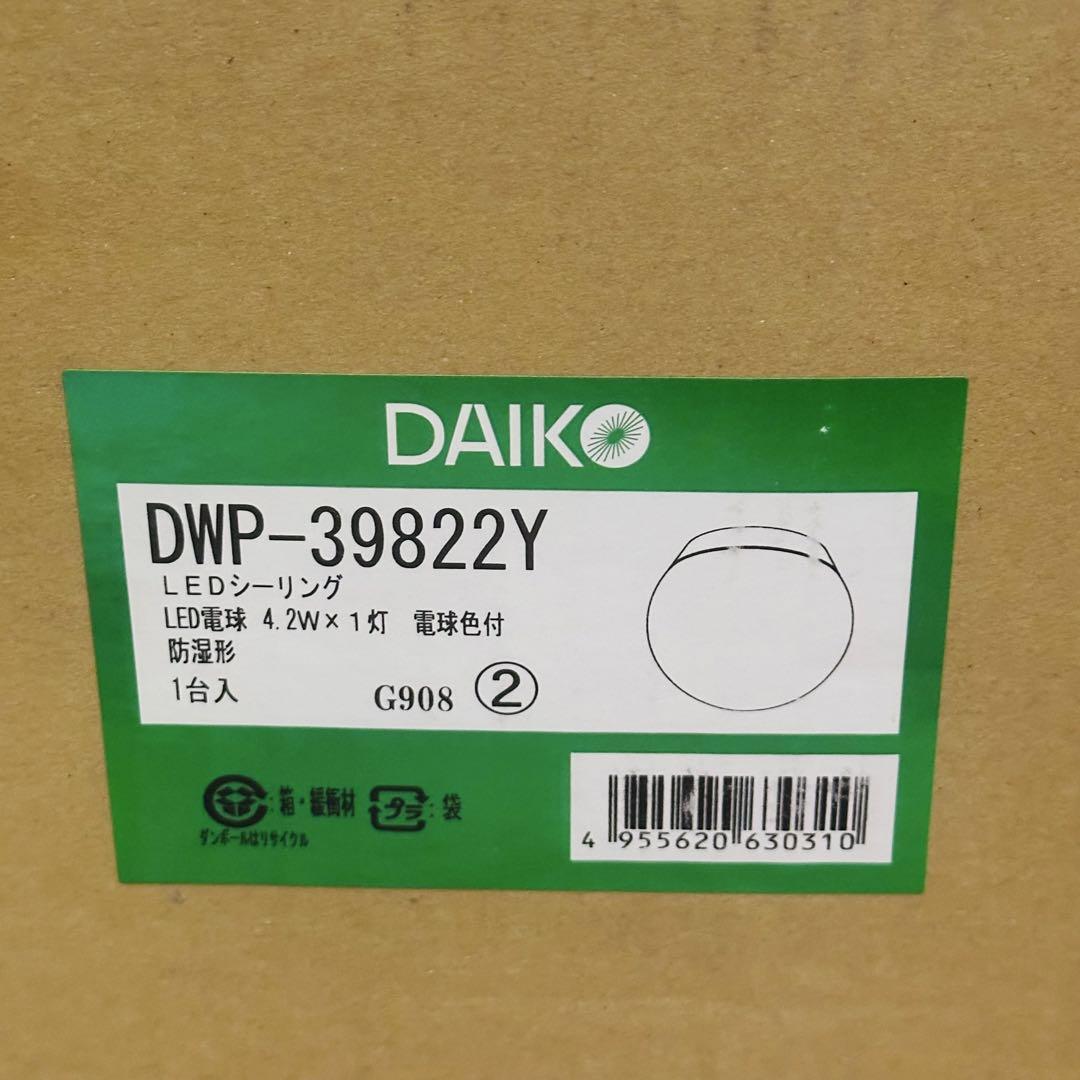 DAIKO
DWP-39822Y
LEDシーリング
LED電球 4.2W×1灯 電球色付
防湿形
1台入 G908 ②
:箱・緩衝材 プラ:袋
ダンボールはリサイクル
4 955620 630310